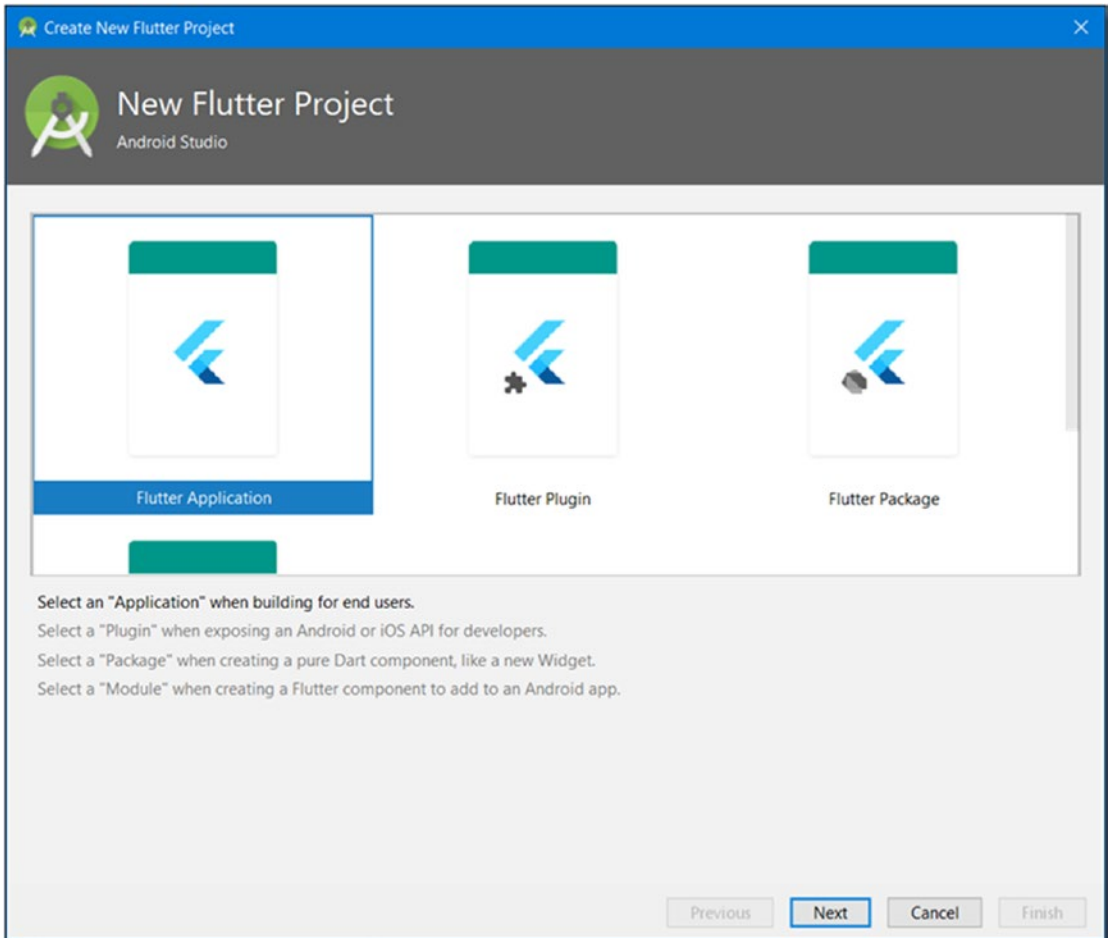 Create New Flutter Project
New Flutter Project
Android Studio
Flutter Application
Flutter Plugin
Flutter Package
Select an "Application" when building for end users.
Select a "Plugin" when exposing an Android or iOS API for developers.
Select a "Package" when creating a pure Dart component, like a new Widget.
Select a "Module" when creating a Flutter component to add to an Android app.
Previous
Next
Cancel
Finish